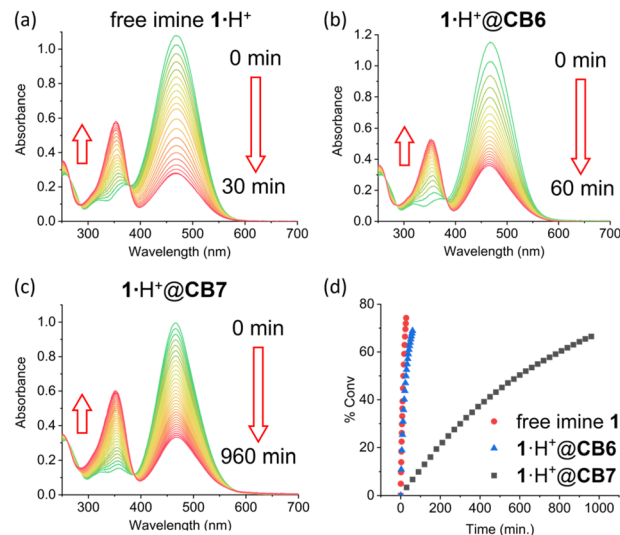 (a) free imine 1·H⁺
1.0
0.8
0.6
0.4
0.2
0.0
Absorbance
0 min
30 min
300 400 500 600 700
Wavelength (nm)
(b) 1·H⁺@CB6
1.2
1.0
0.8
0.6
0.4
0.2
0.0
Absorbance
0 min
60 min
300 400 500 600 700
Wavelength (nm)
(c) 1·H⁺@CB7
1.0
0.8
0.6
0.4
0.2
0.0
Absorbance
0 min
960 min
300 400 500 600 700
Wavelength (nm)
(d)
80
60
40
20
0
% Conv
free imine 1
1·H⁺@CB6
1·H⁺@CB7
0 200 400 600 800 1000
Time (min.)